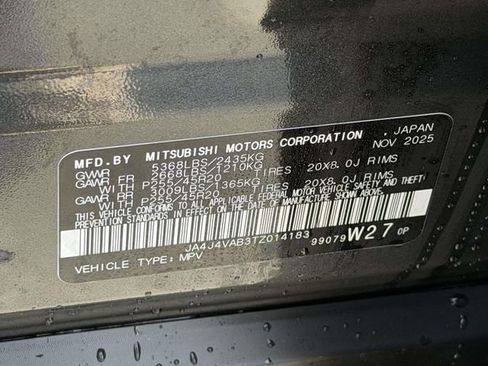 MFD.BY MITSUBISHI MOTORS CORPORATION JAPAN
NOV 2025
GVWR 5368LBS/2435KG
GAWR FR 2668LBS/1210KG
WITH P255/45R20 TIRES 20X8.0J RIMS
GAWR RR 3009LBS/1365KG
WITH P255/45R20 TIRES 20X8.0J RIMS
THIS VEHICLE CONFORMS TO ALL APPLICABLE FEDERAL MOTOR VEHICLE SAFETY AND THEFT
PREVENTION STANDARDS IN EFFECT ON THE DATE OF MANUFACTURE SHOWN ABOVE.
JA4J4VAB3TZ014183 99079 W27 0P
VEHICLE TYPE: MPV